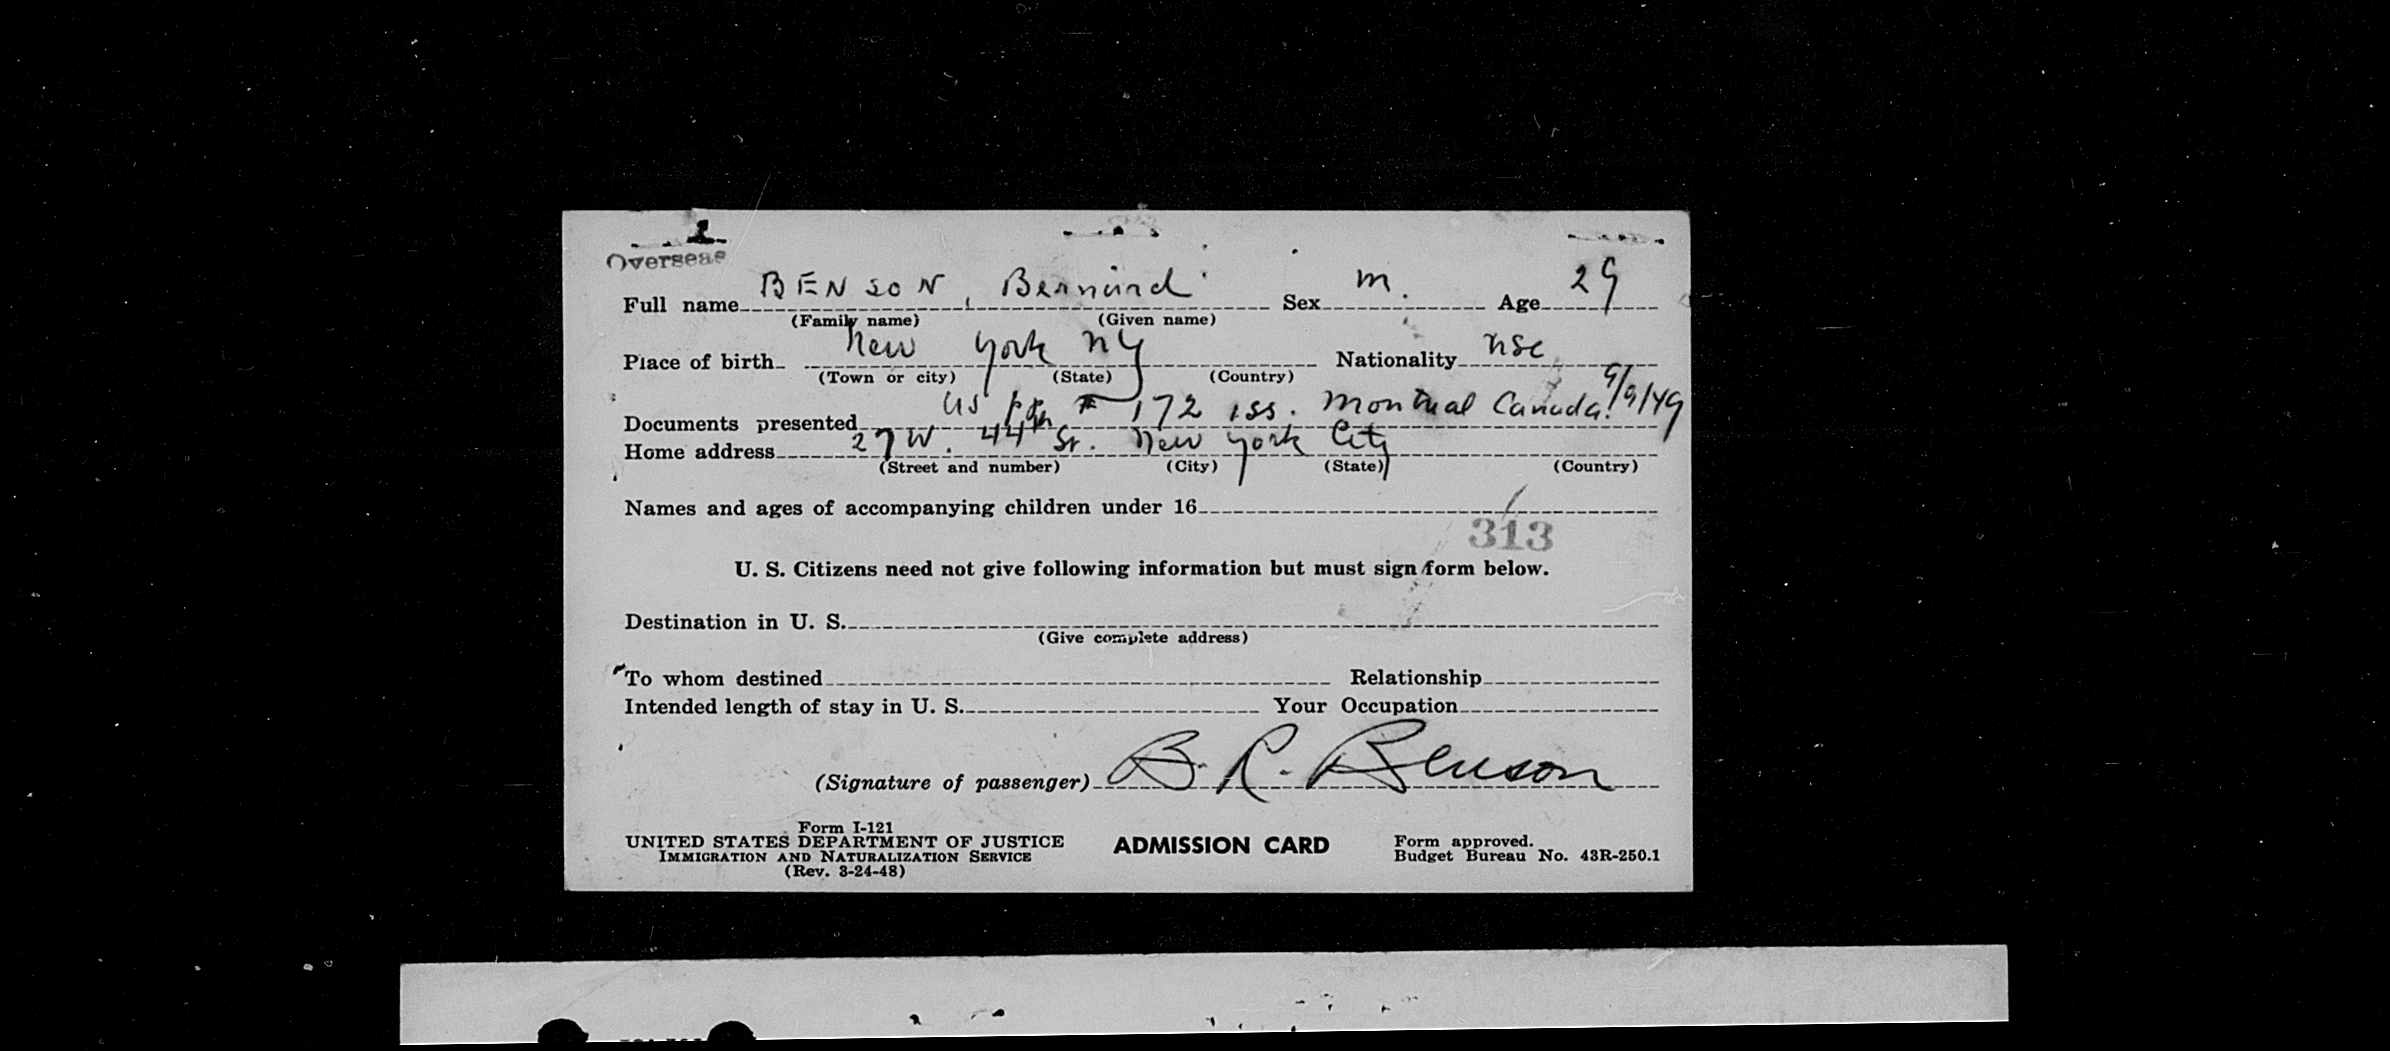 Overseas
Full name BENSON, Bernard Sex m. Age 29
(Family name) (Given name)
Place of birth New York NY Nationality usc
(Town or city) (State) (Country)
Documents presented US ppt # 172 iss. Montreal Canada 9/9/49
Home address 27 W. 44th St. New York City
(Street and number) (City) (State) (Country)
Names and ages of accompanying children under 16
313
U. S. Citizens need not give following information but must sign form below.
Destination in U. S.
(Give complete address)
To whom destined Relationship
Intended length of stay in U. S. Your Occupation
(Signature of passenger) B. R. Benson
Form I-121
UNITED STATES DEPARTMENT OF JUSTICE ADMISSION CARD Form approved.
IMMIGRATION AND NATURALIZATION SERVICE Budget Bureau No. 43R-250.1
(Rev. 3-24-48)